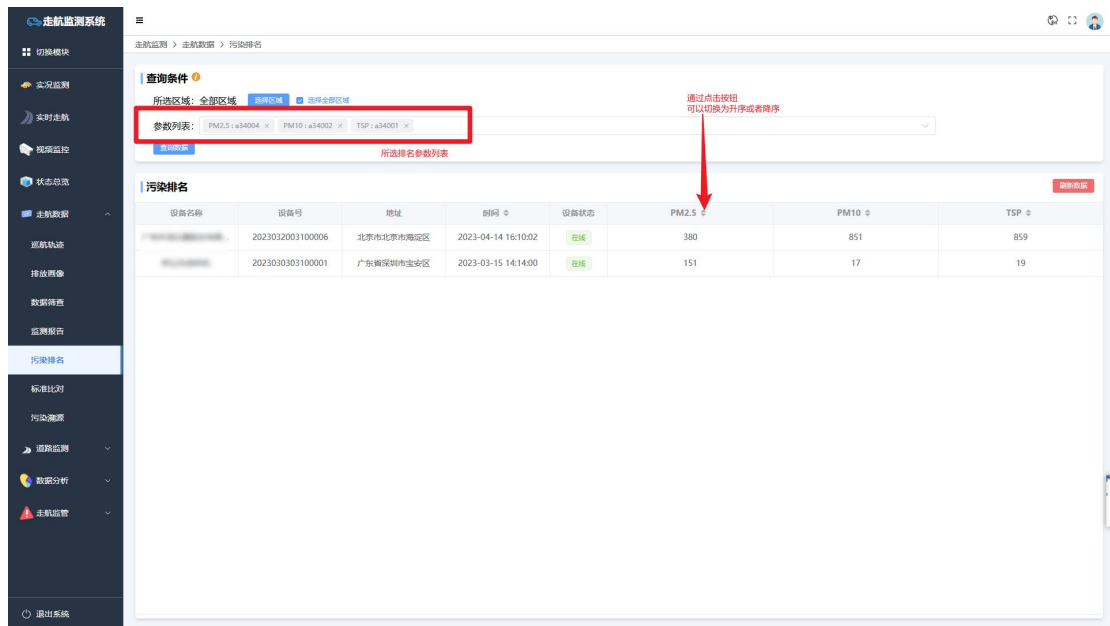 走航监测系统
切换模块
走航监测 > 走航数据 > 污染排名
实况监测
实时走航
视频监控
状态总览
走航数据
巡航轨迹
排放画像
数据筛查
监测报告
污染排名
标准比对
污染溯源
道路监测
数据分析
走航监管
退出系统
查询条件
所选区域: 全部区域 选择区域 选择全部区域
参数列表: PM2.5 : a34004 × PM10 : a34002 × TSP : a34001 ×
查询数据
所选排名参数列表
通过点击按钮
可以切换为升序或者降序
污染排名 刷新数据
设备名称 设备号 地址 时间 设备状态 PM2.5 PM10 TSP
2023032003100006 北京市北京市海淀区 2023-04-14 16:10:02 在线 380 851 859
2023030303100001 广东省深圳市宝安区 2023-03-15 14:14:00 在线 151 17 19